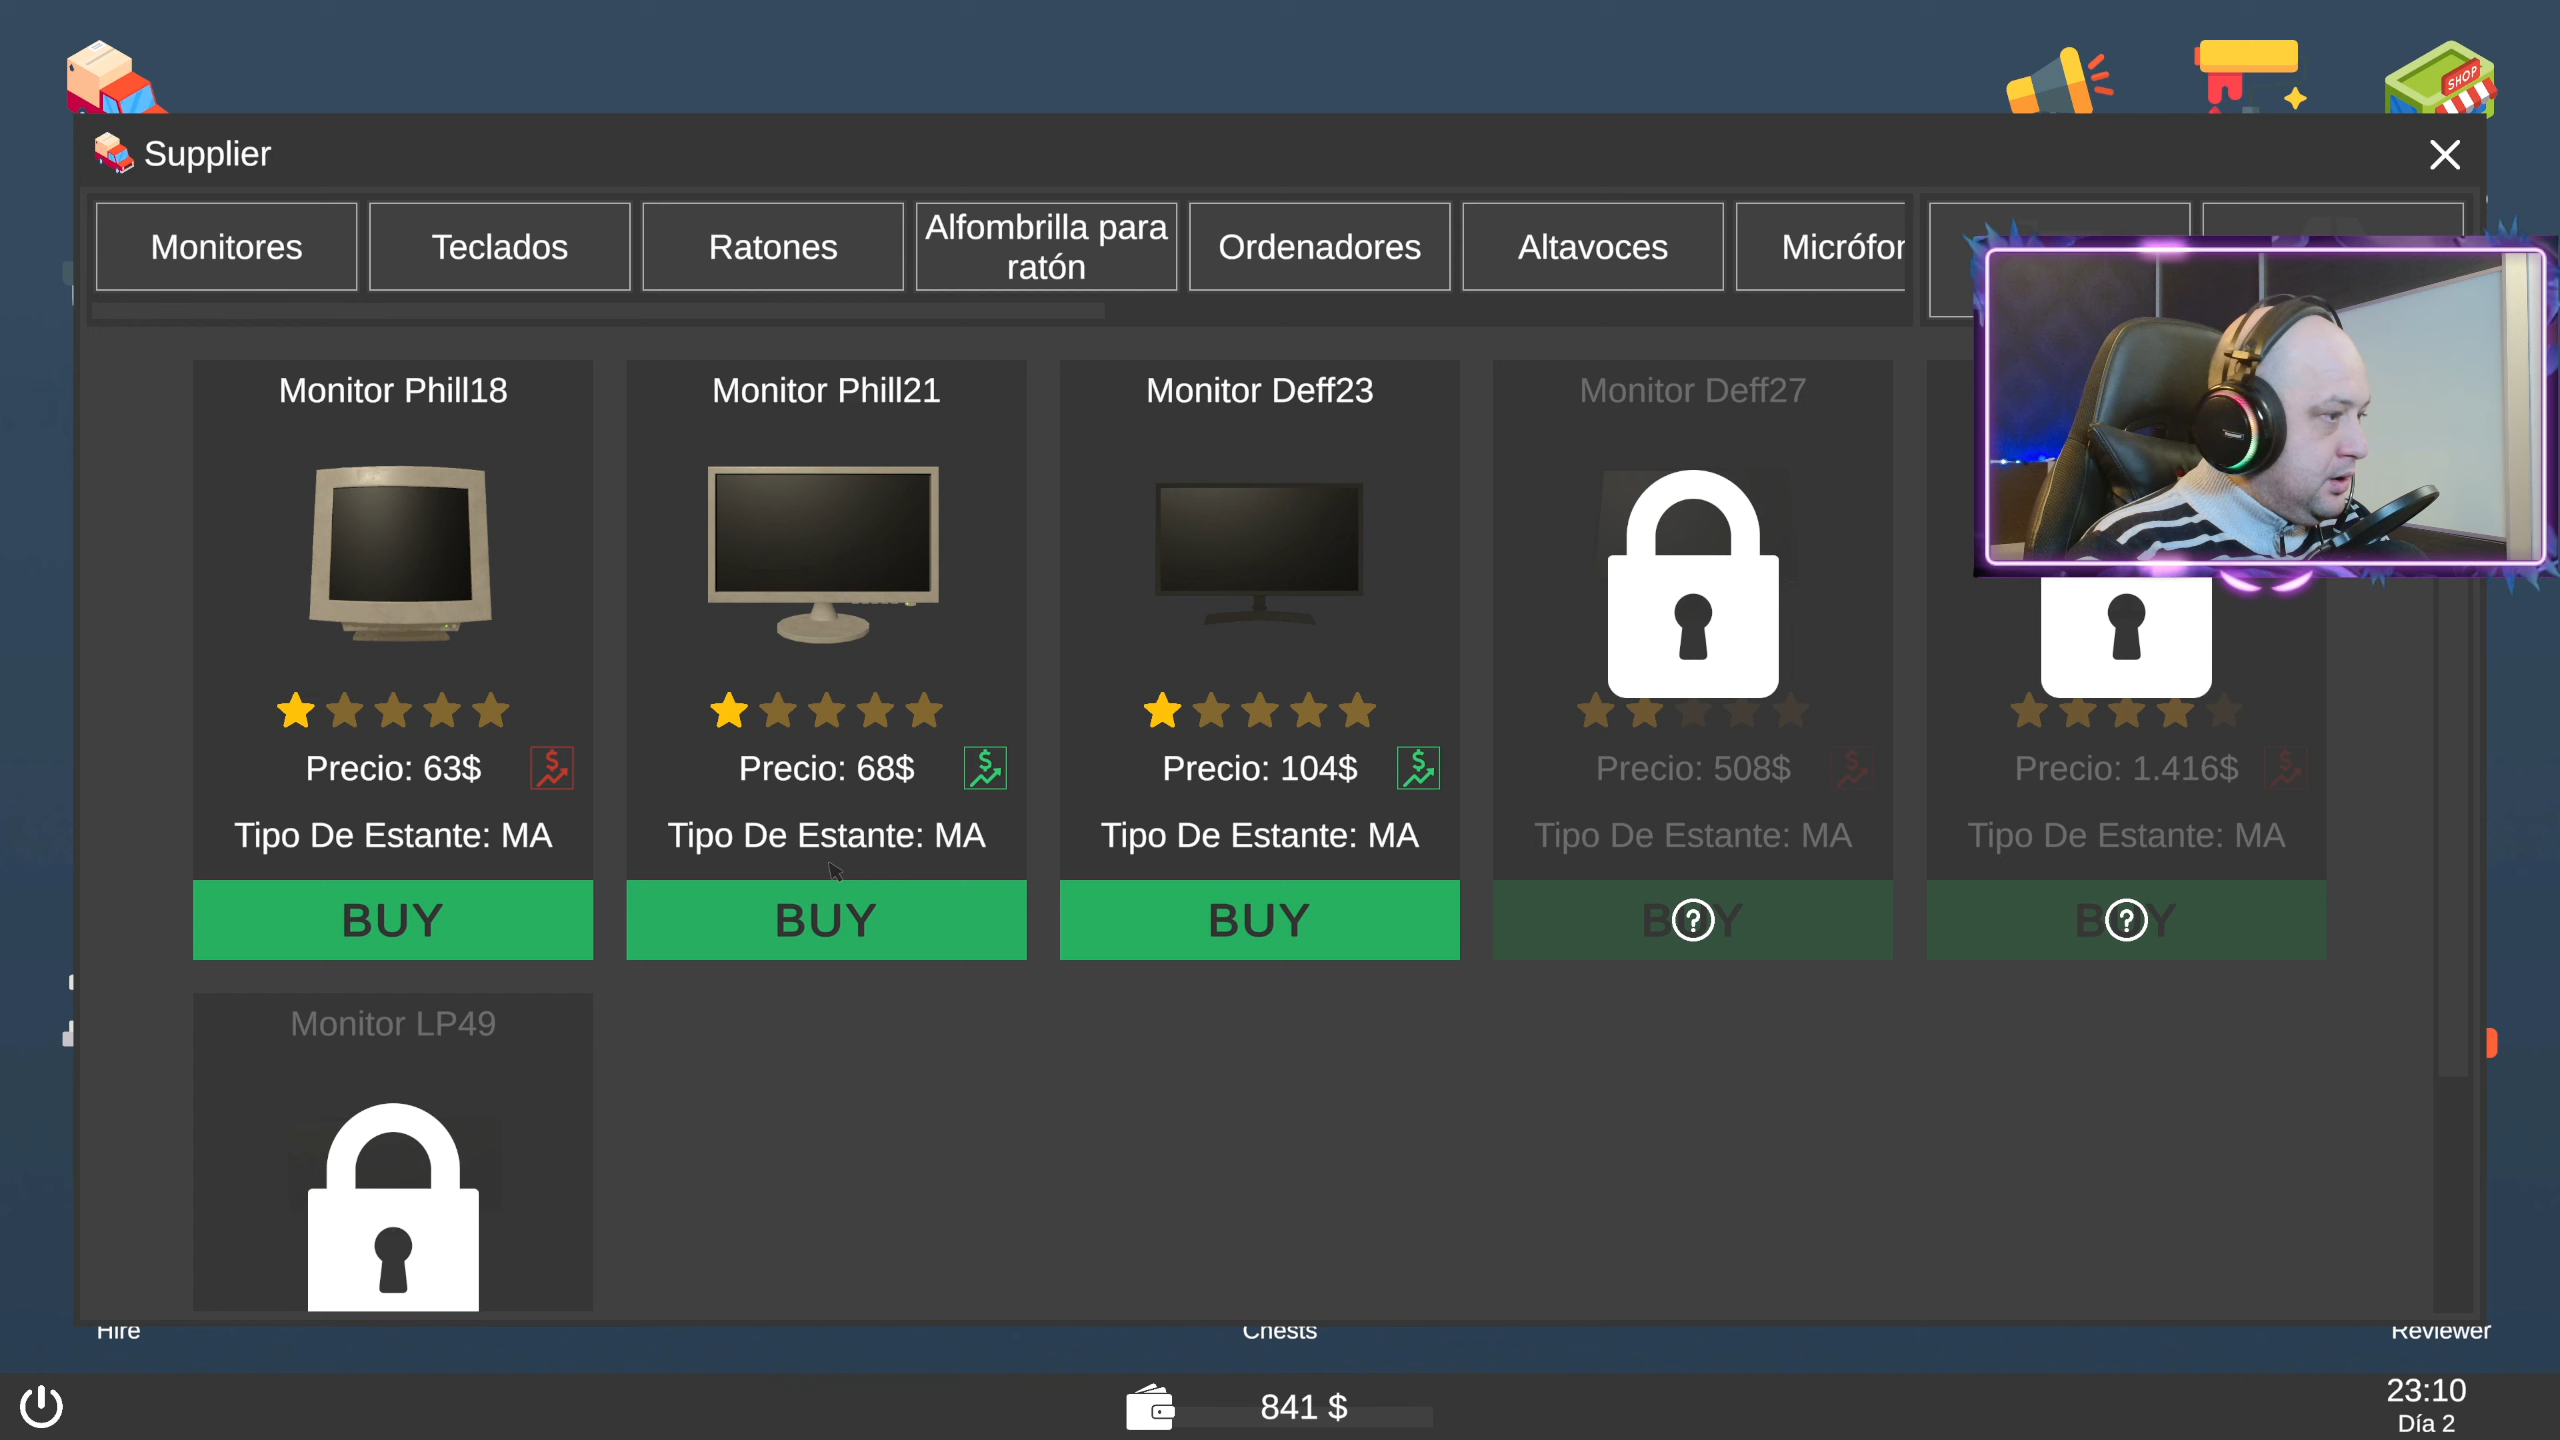 SHOP
Supplier
Monitores
Teclados
Ratones
Alfombrilla para
ratón
Ordenadores
Altavoces
Micrófor
Monitor Phill18
Monitor Phill21
Monitor Deff23
Monitor Deff27
Precio: 63$
Precio: 68$
Precio: 104$
Precio: 508$
Precio: 1.416$
Tipo De Estante: MA
Tipo De Estante: MA
Tipo De Estante: MA
Tipo De Estante: MA
Tipo De Estante: MA
BUY
BUY
BUY
BUY
BUY
Monitor LP49
Hire
Chests
Reviewer
841 $
23:10
Día 2